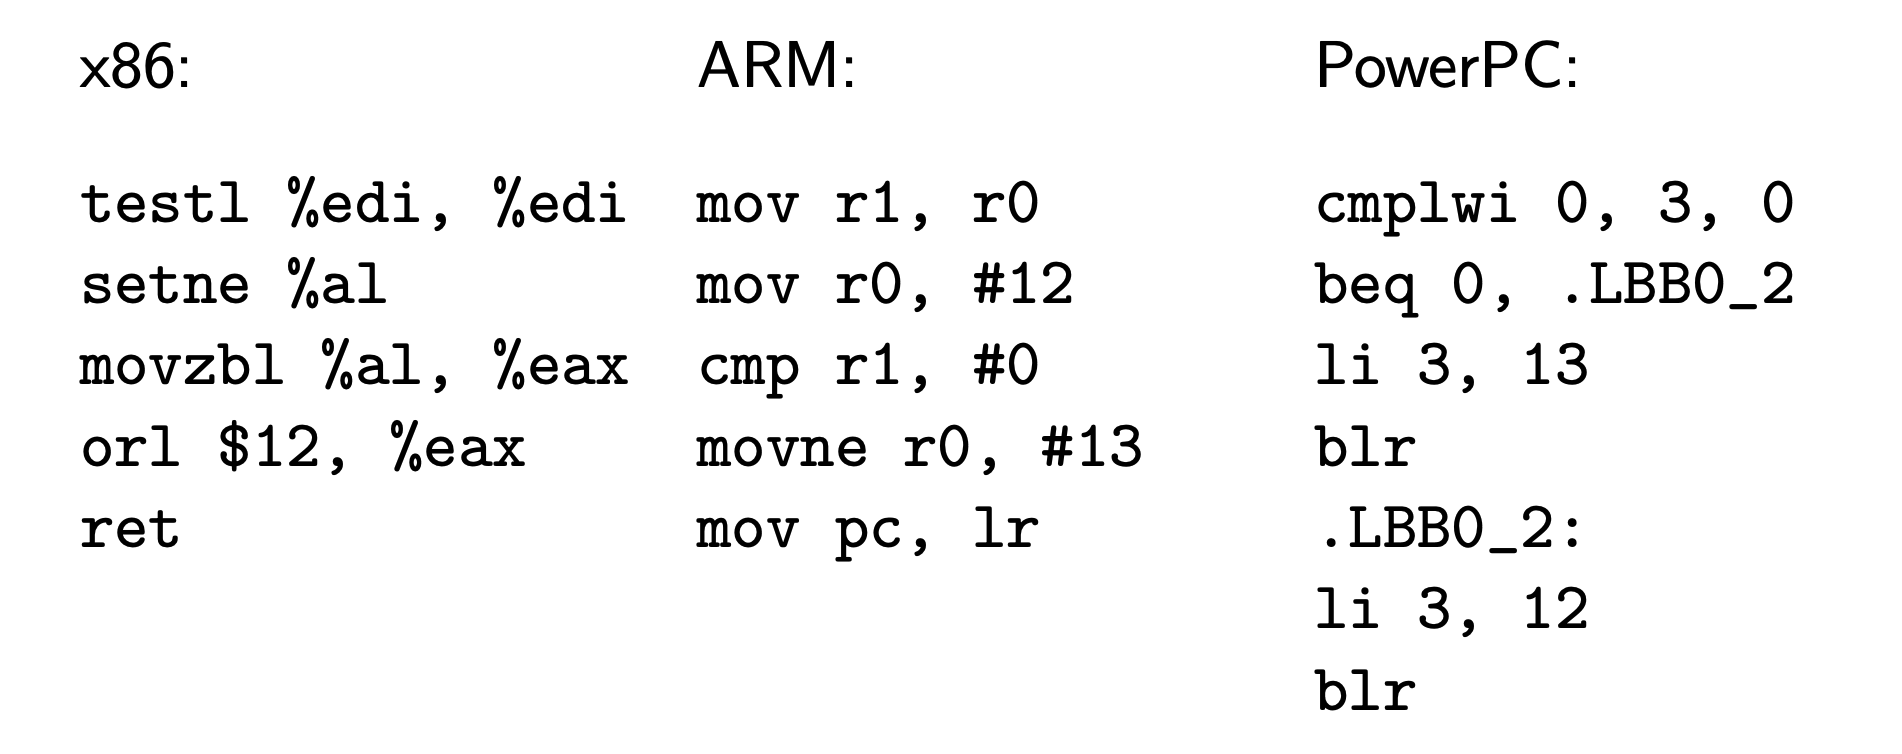 x86:
testl %edi, %edi
setne %al
movzbl %al, %eax
orl $12, %eax
ret
ARM:
mov r1, r0
mov r0, #12
cmp r1, #0
movne r0, #13
mov pc, lr
PowerPC:
cmplwi 0, 3, 0
beq 0, .LBB0_2
li 3, 13
blr
.LBB0_2:
li 3, 12
blr